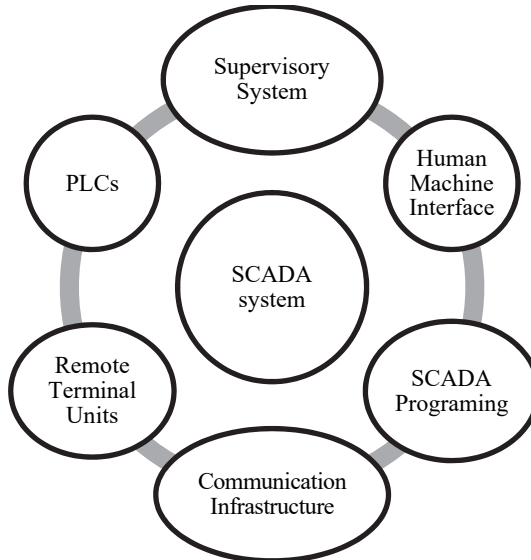 Supervisory
System
Human
Machine
Interface
PLCs
SCADA
system
Remote
Terminal
Units
SCADA
Programing
Communication
Infrastructure